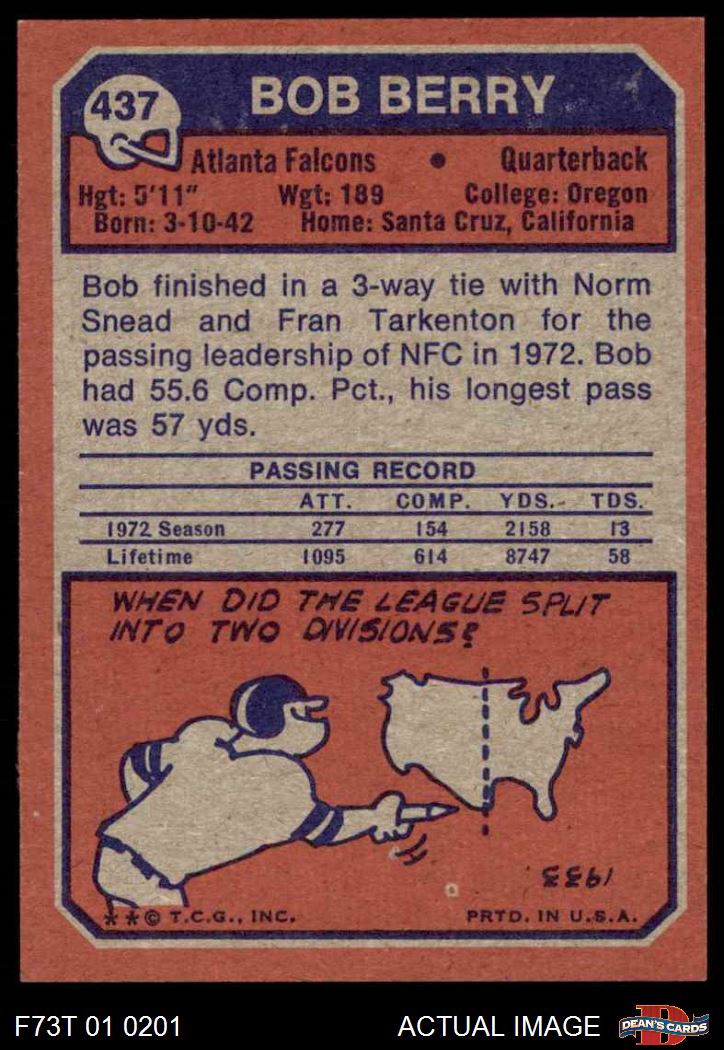 437
BOB BERRY
Atlanta Falcons • Quarterback
Hgt: 5'11" Wgt: 189 College: Oregon
Born: 3-10-42 Home: Santa Cruz, California
Bob finished in a 3-way tie with Norm
Snead and Fran Tarkenton for the
passing leadership of NFC in 1972. Bob
had 55.6 Comp. Pct., his longest pass
was 57 yds.
PASSING RECORD
ATT. COMP. YDS. TDS.
1972 Season 277 154 2158 13
Lifetime 1095 614 8747 58
WHEN DID THE LEAGUE SPLIT
INTO TWO DIVISIONS?
1933
**© T.C.G., INC. PRTD. IN U.S.A.
F73T 01 0201 ACTUAL IMAGE
D
DEAN'S CARDS